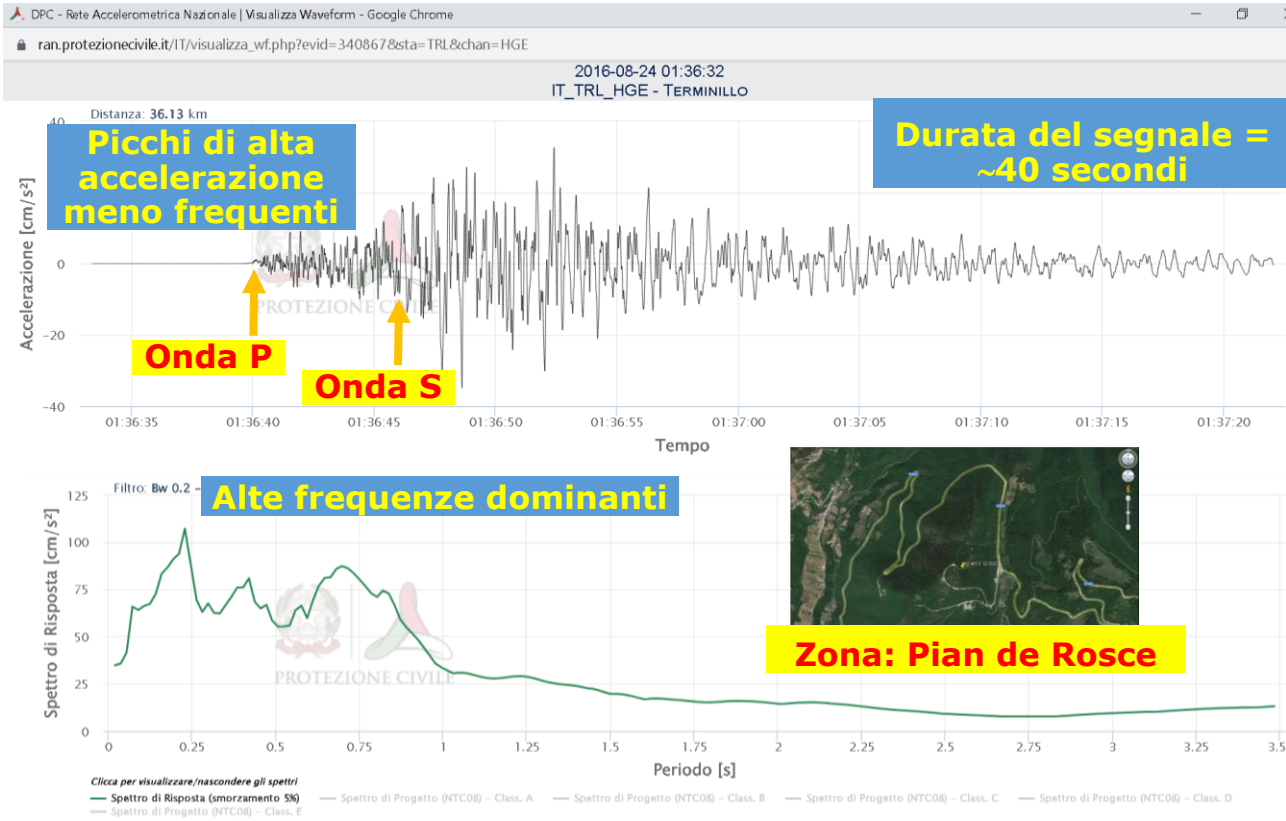 DPC - Rete Accelerometrica Nazionale | Visualizza Waveform - Google Chrome
ran.protezionecivile.it/IT/visualizza_wf.php?evid=340867&sta=TRL&chan=HGE
2016-08-24 01:36:32
IT_TRL_HGE - TERMINILLO
Distanza: 36.13 km
40
Picchi di alta
accelerazione
meno frequenti
Durata del segnale =
~40 secondi
Accelerazione [cm/s²]
0
PROTEZIONE CIVILE
-20
Onda P
Onda S
-40
01:36:35 01:36:40 01:36:45 01:36:50 01:36:55 01:37:00 01:37:05 01:37:10 01:37:15 01:37:20
Tempo
Filtro: Bw 0.2 -
Alte frequenze dominanti
Spettro di Risposta [cm/s²]
125
100
75
50
25
0
PROTEZIONE CIVILE
Zona: Pian de Rosce
0 0.25 0.5 0.75 1 1.25 1.5 1.75 2 2.25 2.5 2.75 3 3.25 3.5
Periodo [s]
Clicca per visualizzare/nascondere gli spettri
Spettro di Risposta (smorzamento 5%) Spettro di Progetto (NTC08) - Class. A Spettro di Progetto (NTC08) - Class. B Spettro di Progetto (NTC08) - Class. C Spettro di Progetto (NTC08) - Class. D
Spettro di Progetto (NTC08) - Class. E